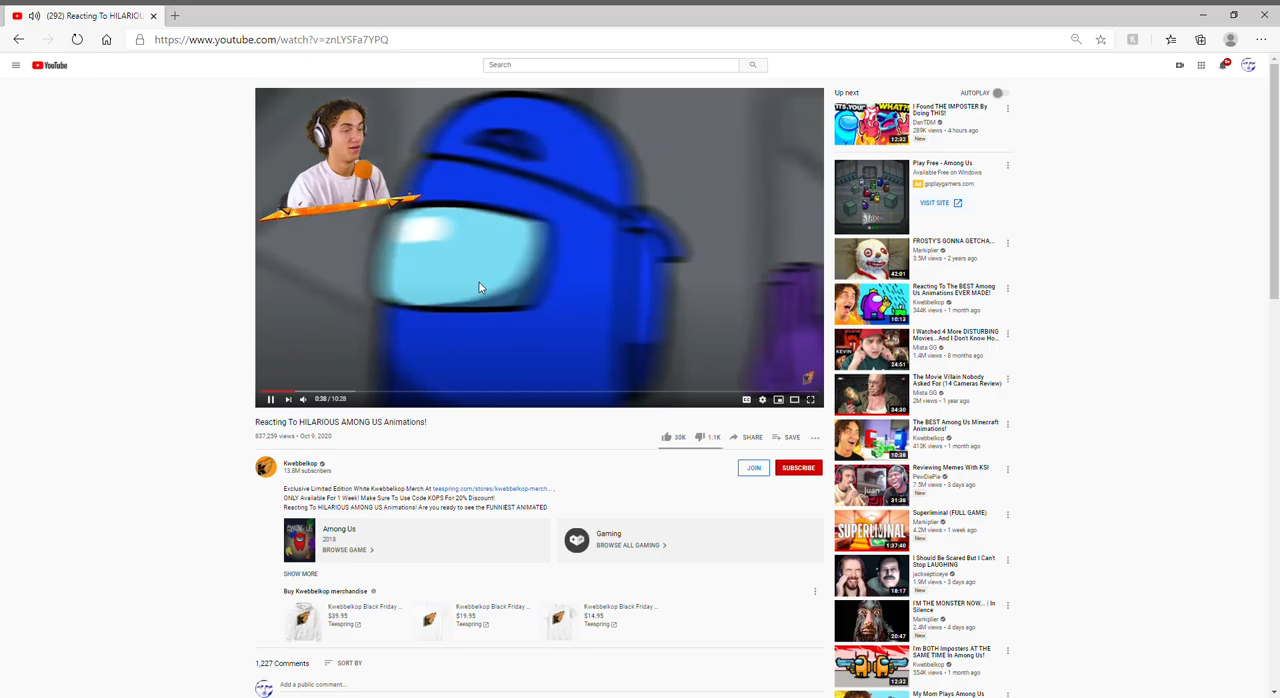 (292) Reacting To HILARIOU
https://www.youtube.com/watch?v=znLYSFa7YPQ
YouTube
Search
9+
0:38 / 10:28
Reacting To HILARIOUS AMONG US Animations!
837,259 views • Oct 9, 2020
30K
1.1K
SHARE
SAVE
Kwebbelkop
13.8M subscribers
JOIN
SUBSCRIBE
Exclusive Limited Edition White Kwebbelkop Merch At teespring.com/stores/kwebbelkop-merch...,
ONLY Available For 1 Week! Make Sure To Use Code KOPS For 20% Discount!
Reacting To HILARIOUS AMONG US Animations! Are you ready to see the FUNNIEST ANIMATED
Among Us
2018
BROWSE GAME
Gaming
BROWSE ALL GAMING
SHOW MORE
Buy Kwebbelkop merchandise
Kwebbelkop Black Friday ...
$39.95
Teespring
Kwebbelkop Black Friday ...
$19.95
Teespring
Kwebbelkop Black Friday ...
$14.95
Teespring
1,227 Comments
SORT BY
Add a public comment...
Up next
AUTOPLAY
12:32
I Found THE IMPOSTER By
Doing THIS!
DanTDM
289K views • 4 hours ago
New
Play Free - Among Us
Available Free on Windows
Ad goplaygamers.com
VISIT SITE
42:01
FROSTY'S GONNA GETCHA...
Markiplier
3.5M views • 2 years ago
10:13
Reacting To The BEST Among
Us Animations EVER MADE!
Kwebbelkop
344K views • 1 month ago
KEVIN
24:51
I Watched 4 More DISTURBING
Movies...And I Don't Know Ho...
Mista GG
1.4M views • 8 months ago
34:30
The Movie Villain Nobody
Asked For (14 Cameras Review)
Mista GG
2M views • 1 year ago
10:38
The BEST Among Us Minecraft
Animations!
Kwebbelkop
413K views • 1 month ago
Juan
31:36
Reviewing Memes With KSI
PewDiePie
7.5M views • 3 days ago
New
SUPERLIMINAL
1:37:40
Superliminal (FULL GAME)
Markiplier
4.2M views • 1 week ago
New
18:17
I Should Be Scared But I Can't
Stop LAUGHING
jacksepticeye
1.9M views • 3 days ago
New
20:47
I'M THE MONSTER NOW... | In
Silence
Markiplier
2.4M views • 4 days ago
New
12:32
I'm BOTH Imposters AT THE
SAME TIME In Among Us!
Kwebbelkop
554K views • 1 month ago
My Mom Plays Among Us